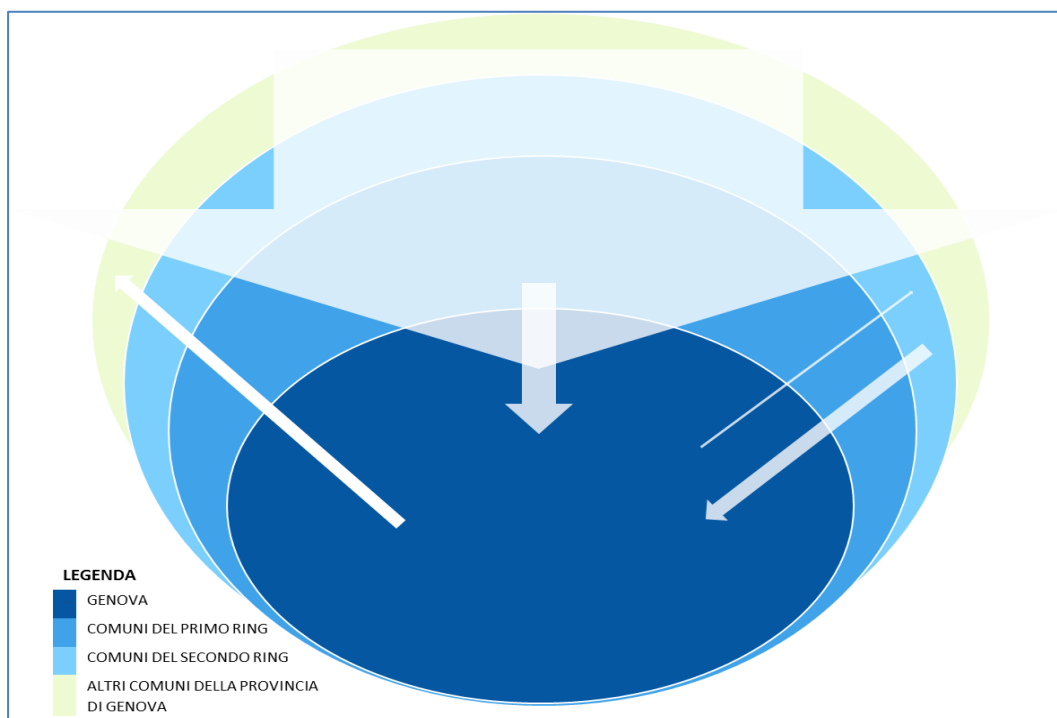 LEGENDA
GENOVA
COMUNI DEL PRIMO RING
COMUNI DEL SECONDO RING
ALTRI COMUNI DELLA PROVINCIA
DI GENOVA